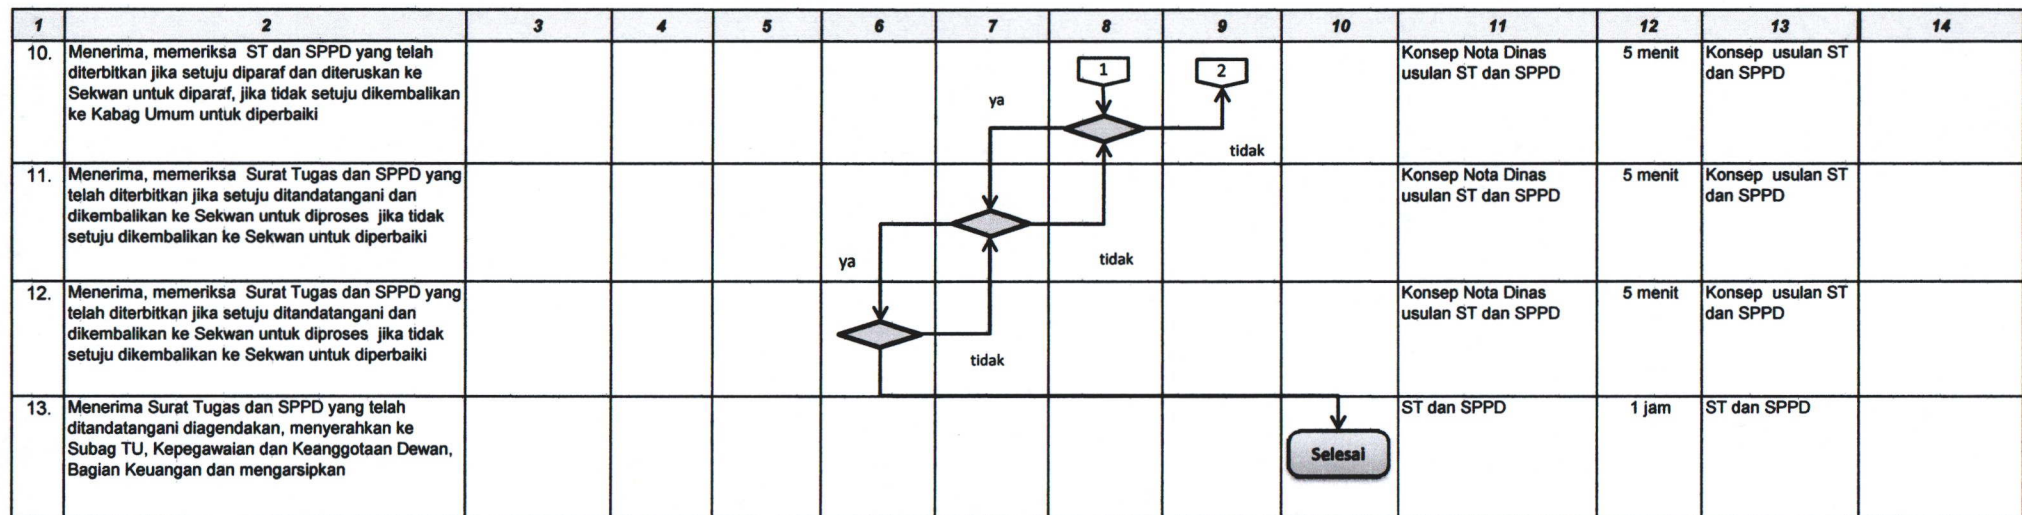 1 2 3 4 5 6 7 8 9 10 11 12 13 14
10. Menerima, memeriksa ST dan SPPD yang telah
diterbitkan jika setuju diparaf dan diteruskan ke
Sekwan untuk diparaf, jika tidak setuju dikembalikan
ke Kabag Umum untuk diperbaiki
1
2
ya
tidak
Konsep Nota Dinas
usulan ST dan SPPD
5 menit
Konsep usulan ST
dan SPPD
11. Menerima, memeriksa Surat Tugas dan SPPD yang
telah diterbitkan jika setuju ditandatangani dan
dikembalikan ke Sekwan untuk diproses jika tidak
setuju dikembalikan ke Sekwan untuk diperbaiki
ya
tidak
Konsep Nota Dinas
usulan ST dan SPPD
5 menit
Konsep usulan ST
dan SPPD
12. Menerima, memeriksa Surat Tugas dan SPPD yang
telah diterbitkan jika setuju ditandatangani dan
dikembalikan ke Sekwan untuk diproses jika tidak
setuju dikembalikan ke Sekwan untuk diperbaiki
tidak
Konsep Nota Dinas
usulan ST dan SPPD
5 menit
Konsep usulan ST
dan SPPD
13. Menerima Surat Tugas dan SPPD yang telah
ditandatangani diagendakan, menyerahkan ke
Subag TU, Kepegawaian dan Keanggotaan Dewan,
Bagian Keuangan dan mengarsipkan
Selesai
ST dan SPPD
1 jam
ST dan SPPD